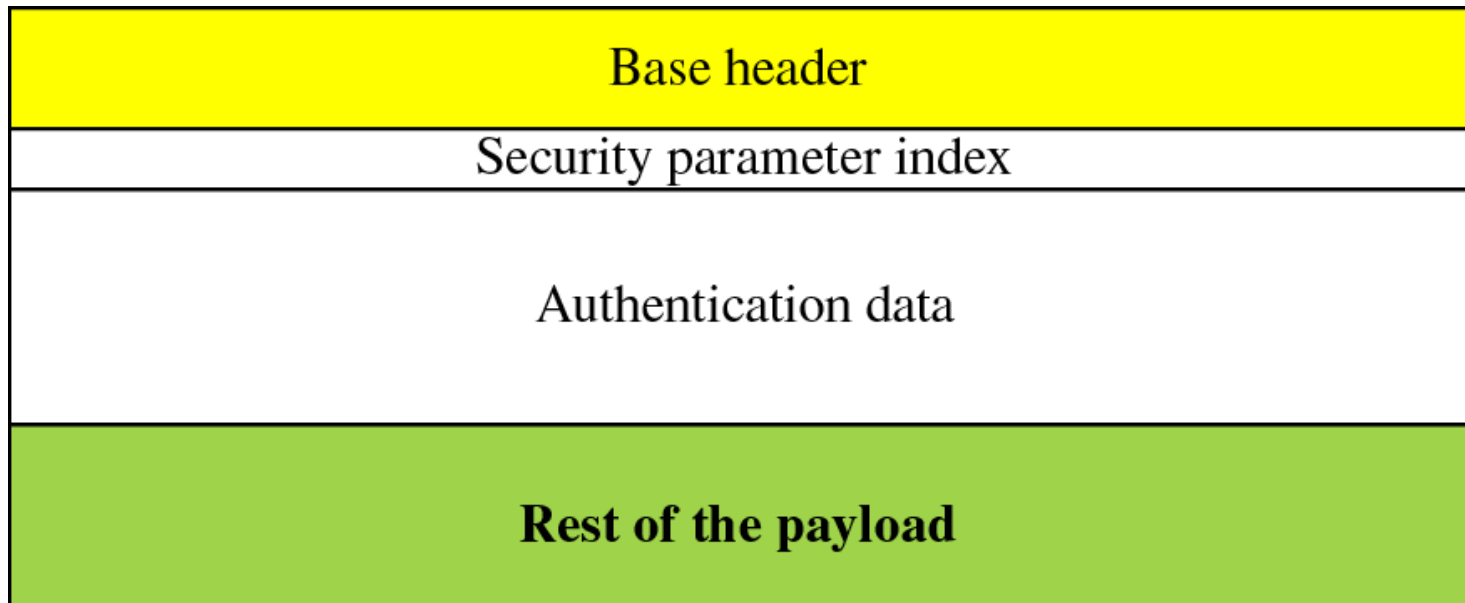 Base header
Security parameter index
Authentication data
Rest of the payload